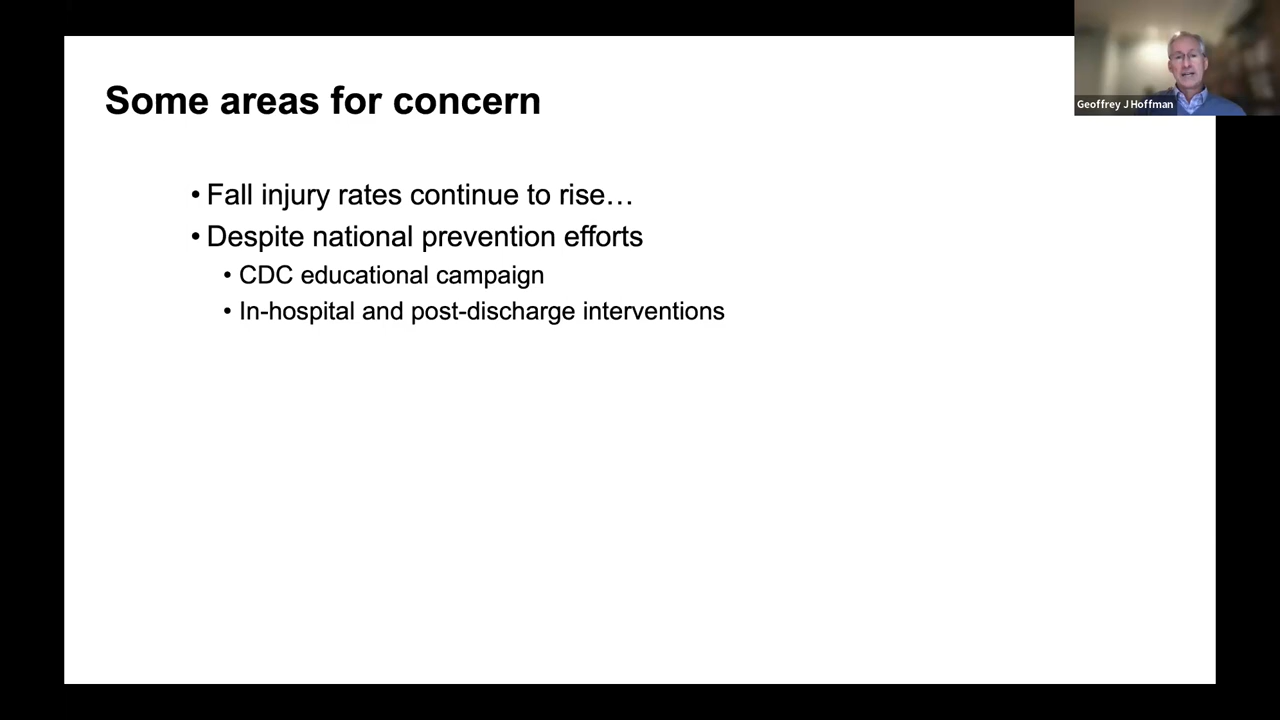 Some areas for concern
Geoffrey J Hoffman
• Fall injury rates continue to rise…
• Despite national prevention efforts
• CDC educational campaign
• In-hospital and post-discharge interventions